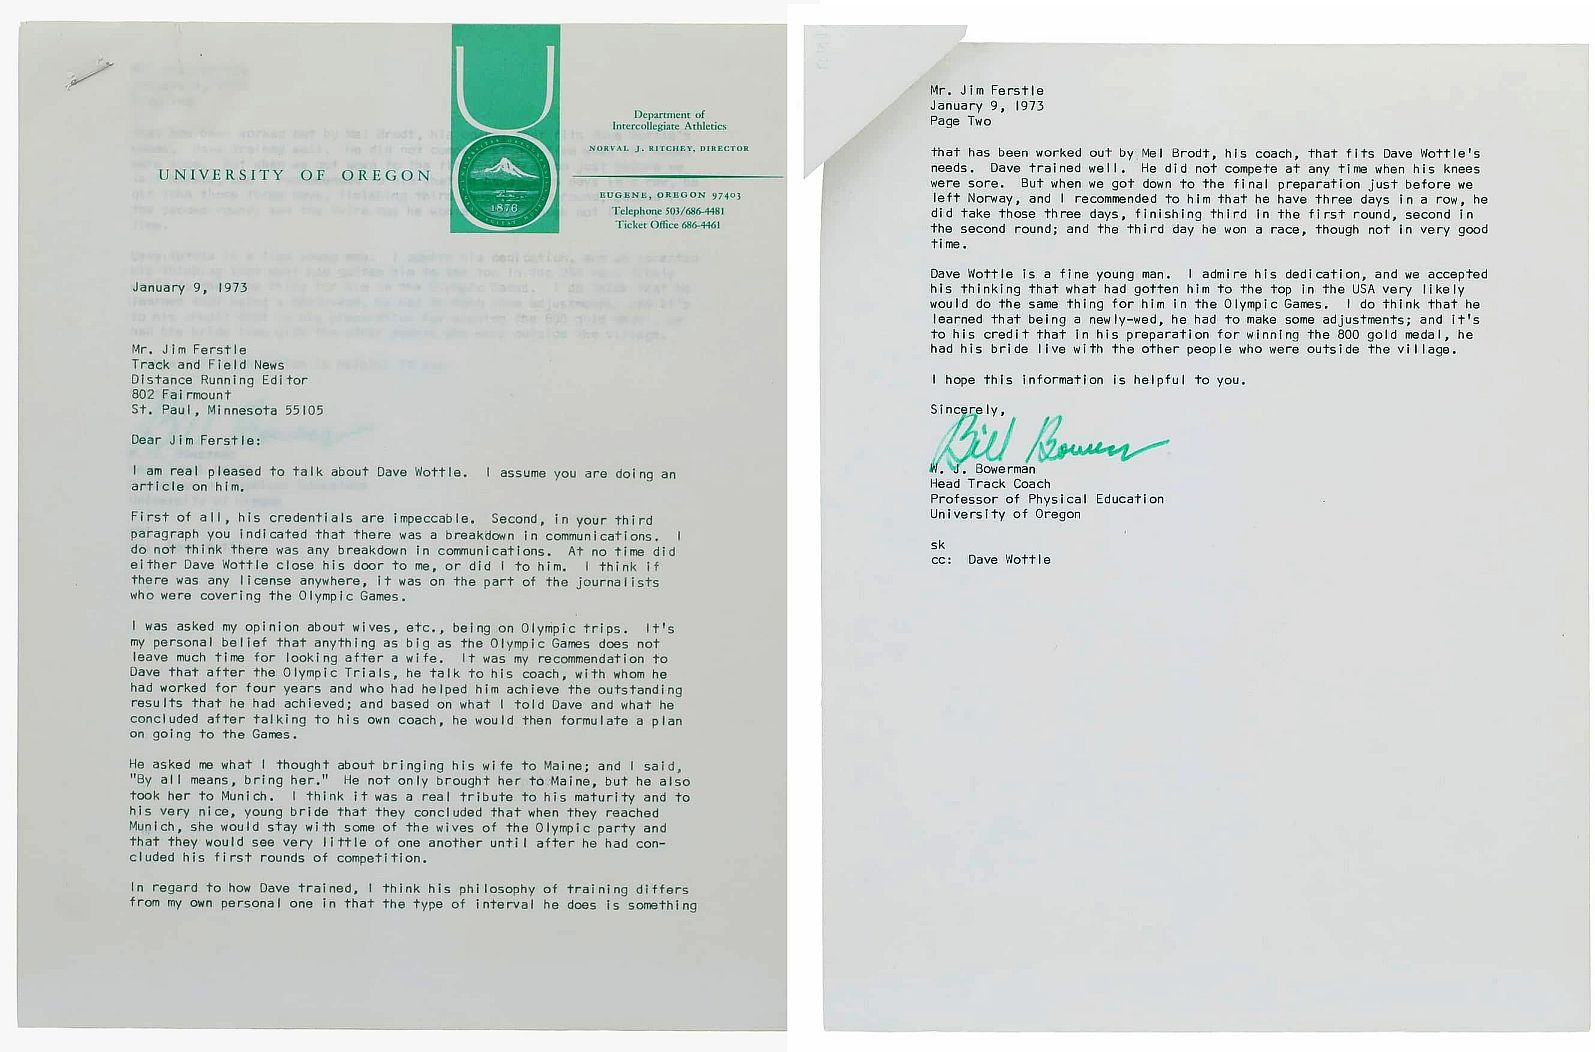 UNIVERSITY OF OREGON
1876
Department of
Intercollegiate Athletics
NORVAL J. RITCHEY, DIRECTOR
EUGENE, OREGON 97403
Telephone 503/686-4481
Ticket Office 686-4461
January 9, 1973
Mr. Jim Ferstle
Track and Field News
Distance Running Editor
802 Fairmount
St. Paul, Minnesota 55105
Dear Jim Ferstle:
I am real pleased to talk about Dave Wottle.  I assume you are doing an
article on him.
First of all, his credentials are impeccable.  Second, in your third
paragraph you indicated that there was a breakdown in communications.  I
do not think there was any breakdown in communications.  At no time did
either Dave Wottle close his door to me, or did I to him.  I think if
there was any license anywhere, it was on the part of the journalists
who were covering the Olympic Games.
I was asked my opinion about wives, etc., being on Olympic trips.  It's
my personal belief that anything as big as the Olympic Games does not
leave much time for looking after a wife.  It was my recommendation to
Dave that after the Olympic Trials, he talk to his coach, with whom he
had worked for four years and who had helped him achieve the outstanding
results that he had achieved; and based on what I told Dave and what he
concluded after talking to his own coach, he would then formulate a plan
on going to the Games.
He asked me what I thought about bringing his wife to Maine; and I said,
"By all means, bring her."  He not only brought her to Maine, but he also
took her to Munich.  I think it was a real tribute to his maturity and to
his very nice, young bride that they concluded that when they reached
Munich, she would stay with some of the wives of the Olympic party and
that they would see very little of one another until after he had con-
cluded his first rounds of competition.
In regard to how Dave trained, I think his philosophy of training differs
from my own personal one in that the type of interval he does is something
Mr. Jim Ferstle
January 9, 1973
Page Two
that has been worked out by Mel Brodt, his coach, that fits Dave Wottle's
needs.  Dave trained well.  He did not compete at any time when his knees
were sore.  But when we got down to the final preparation just before we
left Norway, and I recommended to him that he have three days in a row, he
did take those three days, finishing third in the first round, second in
the second round; and the third day he won a race, though not in very good
time.
Dave Wottle is a fine young man.  I admire his dedication, and we accepted
his thinking that what had gotten him to the top in the USA very likely
would do the same thing for him in the Olympic Games.  I do think that he
learned that being a newly-wed, he had to make some adjustments; and it's
to his credit that in his preparation for winning the 800 gold medal, he
had his bride live with the other people who were outside the village.
I hope this information is helpful to you.
Sincerely,
Bill Bowerman
W. J. Bowerman
Head Track Coach
Professor of Physical Education
University of Oregon
sk
cc:  Dave Wottle